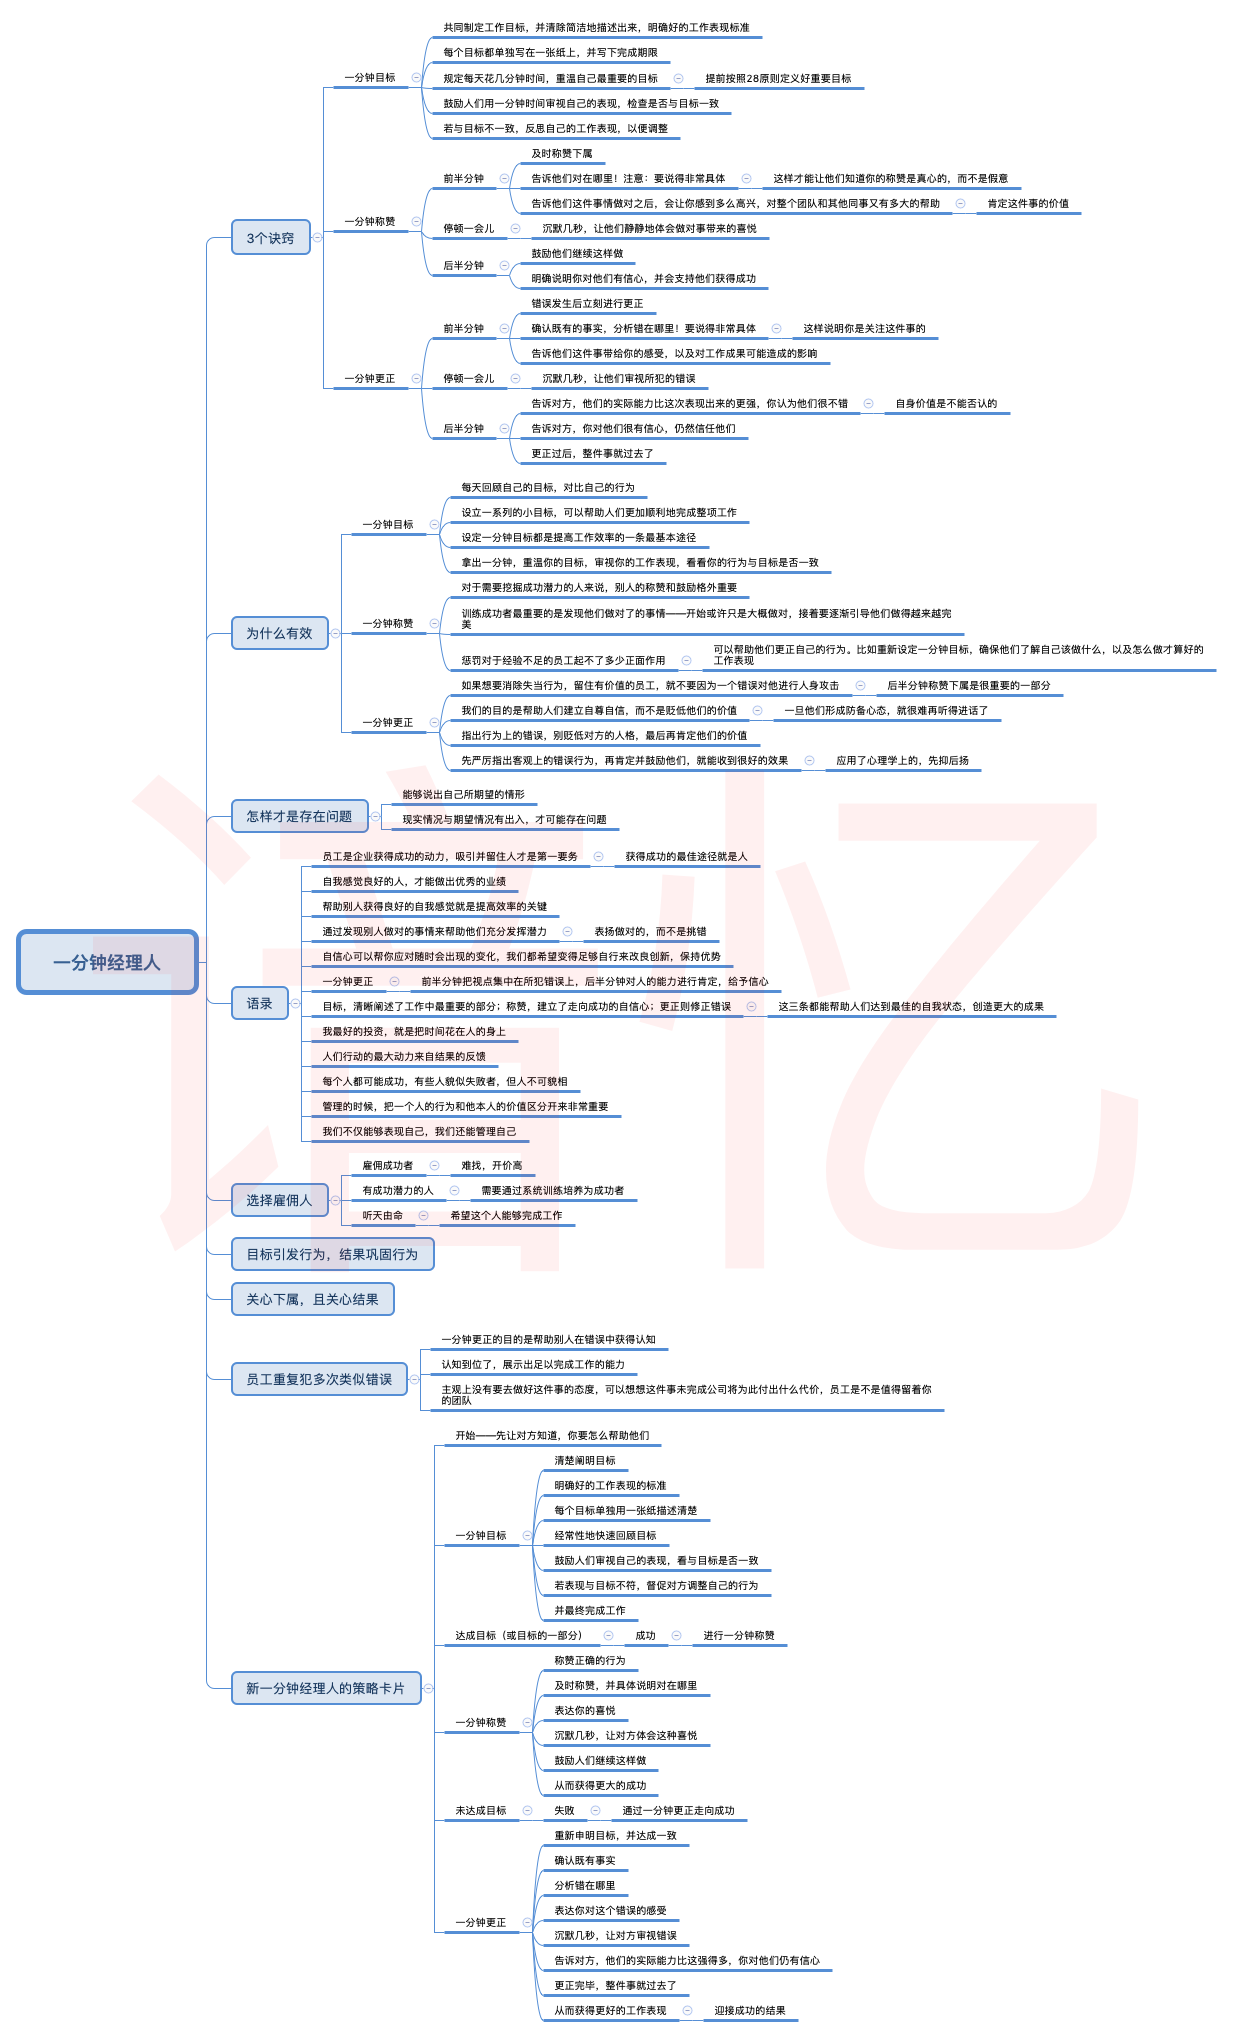 一分钟经理人
3个诀窍
一分钟目标
共同制定工作目标，并清除简洁地描述出来，明确好的工作表现标准
每个目标都单独写在一张纸上，并写下完成期限
规定每天花几分钟时间，重温自己最重要的目标
提前按照28原则定义好重要目标
鼓励人们用一分钟时间审视自己的表现，检查是否与目标一致
若与目标不一致，反思自己的工作表现，以便调整
一分钟称赞
前半分钟
及时称赞下属
告诉他们对在哪里！注意：要说得非常具体
这样才能让他们知道你的称赞是真心的，而不是假意
告诉他们这件事情做对之后，会让你感到多么高兴，对整个团队和其他同事又有多大的帮助
肯定这件事的价值
停顿一会儿
沉默几秒，让他们静静地体会做对事带来的喜悦
后半分钟
鼓励他们继续这样做
明确说明你对他们有信心，并会支持他们获得成功
一分钟更正
前半分钟
错误发生后立刻进行更正
确认既有的事实，分析错在哪里！要说得非常具体
这样说明你是关注这件事的
告诉他们这件事带给你的感受，以及对工作成果可能造成的影响
停顿一会儿
沉默几秒，让他们审视所犯的错误
后半分钟
告诉对方，他们的实际能力比这次表现出来的更强，你认为他们很不错
自身价值是不能否认的
告诉对方，你对他们很有信心，仍然信任他们
更正过后，整件事就过去了
为什么有效
一分钟目标
每天回顾自己的目标，对比自己的行为
设立一系列的小目标，可以帮助人们更加顺利地完成整项工作
设定一分钟目标都是提高工作效率的一条最基本途径
拿出一分钟，重温你的目标，审视你的工作表现，看看你的行为与目标是否一致
一分钟称赞
对于需要挖掘成功潜力的人来说，别人的称赞和鼓励格外重要
训练成功者最重要的是发现他们做对了的事情——开始或许只是大概做对，接着要逐渐引导他们做得越来越完
美
惩罚对于经验不足的员工起不了多少正面作用
可以帮助他们更正自己的行为。比如重新设定一分钟目标，确保他们了解自己该做什么，以及怎么做才算好的
工作表现
一分钟更正
如果想要消除失当行为，留住有价值的员工，就不要因为一个错误对他进行人身攻击
后半分钟称赞下属是很重要的一部分
我们的目的是帮助人们建立自尊自信，而不是贬低他们的价值
一旦他们形成防备心态，就很难再听得进话了
指出行为上的错误，别贬低对方的人格，最后再肯定他们的价值
先严厉指出客观上的错误行为，再肯定并鼓励他们，就能收到很好的效果
应用了心理学上的，先抑后扬
怎样才是存在问题
能够说出自己所期望的情形
现实情况与期望情况有出入，才可能存在问题
语录
员工是企业获得成功的动力，吸引并留住人才是第一要务
获得成功的最佳途径就是人
自我感觉良好的人，才能做出优秀的业绩
帮助别人获得良好的自我感觉就是提高效率的关键
通过发现别人做对的事情来帮助他们充分发挥潜力
表扬做对的，而不是挑错
自信心可以帮你应对随时会出现的变化，我们都希望变得足够自行来改良创新，保持优势
一分钟更正
前半分钟把视点集中在所犯错误上，后半分钟对人的能力进行肯定，给予信心
目标，清晰阐述了工作中最重要的部分；称赞，建立了走向成功的自信心；更正则修正错误
这三条都能帮助人们达到最佳的自我状态，创造更大的成果
我最好的投资，就是把时间花在人的身上
人们行动的最大动力来自结果的反馈
每个人都可能成功，有些人貌似失败者，但人不可貌相
管理的时候，把一个人的行为和他本人的价值区分开来非常重要
我们不仅能够表现自己，我们还能管理自己
选择雇佣人
雇佣成功者
难找，开价高
有成功潜力的人
需要通过系统训练培养为成功者
听天由命
希望这个人能够完成工作
目标引发行为，结果巩固行为
关心下属，且关心结果
员工重复犯多次类似错误
一分钟更正的目的是帮助别人在错误中获得认知
认知到位了，展示出足以完成工作的能力
主观上没有要去做好这件事的态度，可以想想这件事未完成公司将为此付出什么代价，员工是不是值得留着你
的团队
新一分钟经理人的策略卡片
开始——先让对方知道，你要怎么帮助他们
一分钟目标
清楚阐明目标
明确好的工作表现的标准
每个目标单独用一张纸描述清楚
经常性地快速回顾目标
鼓励人们审视自己的表现，看与目标是否一致
若表现与目标不符，督促对方调整自己的行为
并最终完成工作
达成目标（或目标的一部分）
成功
进行一分钟称赞
一分钟称赞
称赞正确的行为
及时称赞，并具体说明对在哪里
表达你的喜悦
沉默几秒，让对方体会这种喜悦
鼓励人们继续这样做
从而获得更大的成功
未达成目标
失败
通过一分钟更正走向成功
一分钟更正
重新申明目标，并达成一致
确认既有事实
分析错在哪里
表达你对这个错误的感受
沉默几秒，让对方审视错误
告诉对方，他们的实际能力比这强得多，你对他们仍有信心
更正完毕，整件事就过去了
从而获得更好的工作表现
迎接成功的结果